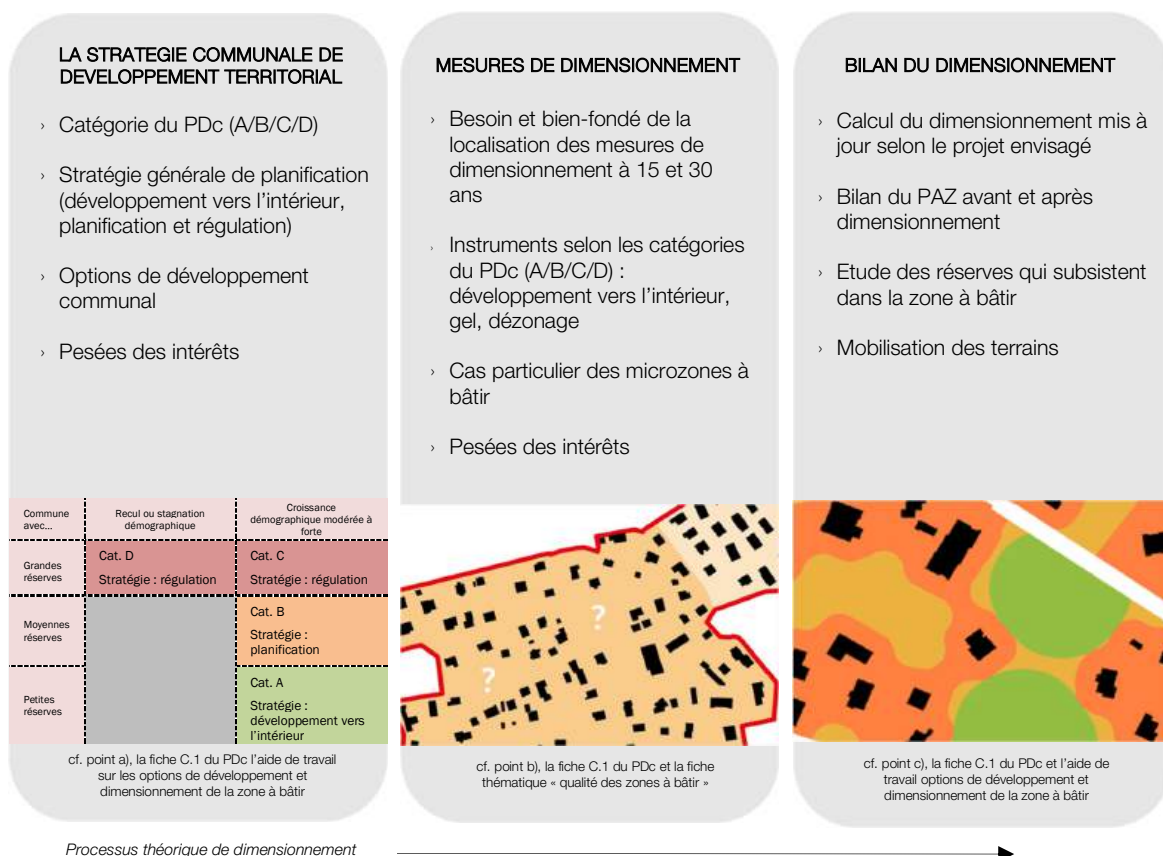 LA STRATEGIE COMMUNALE DE
DEVELOPPEMENT TERRITORIAL
› Catégorie du PDc (A/B/C/D)
› Stratégie générale de planification
(développement vers l'intérieur,
planification et régulation)
› Options de développement
communal
› Pesées des intérêts
Commune
avec...
Recul ou stagnation
démographique
Croissance
démographique modérée à
forte
Grandes
réserves
Cat. D
Stratégie : régulation
Cat. C
Stratégie : régulation
Moyennes
réserves
Cat. B
Stratégie :
planification
Petites
réserves
Cat. A
Stratégie :
développement vers
l'intérieur
cf. point a), la fiche C.1 du PDc l'aide de travail
sur les options de développement et
dimensionnement de la zone à bâtir
MESURES DE DIMENSIONNEMENT
› Besoin et bien-fondé de la
localisation des mesures de
dimensionnement à 15 et 30
ans
› Instruments selon les catégories
du PDc (A/B/C/D) :
développement vers l'intérieur,
gel, dézonage
› Cas particulier des microzones à
bâtir
› Pesées des intérêts
?
?
cf. point b), la fiche C.1 du PDc et la fiche
thématique « qualité des zones à bâtir »
BILAN DU DIMENSIONNEMENT
› Calcul du dimensionnement mis à
jour selon le projet envisagé
› Bilan du PAZ avant et après
dimensionnement
› Etude des réserves qui subsistent
dans la zone à bâtir
› Mobilisation des terrains
cf. point c), la fiche C.1 du PDc et l'aide de
travail options de développement et
dimensionnement de la zone à bâtir
Processus théorique de dimensionnement